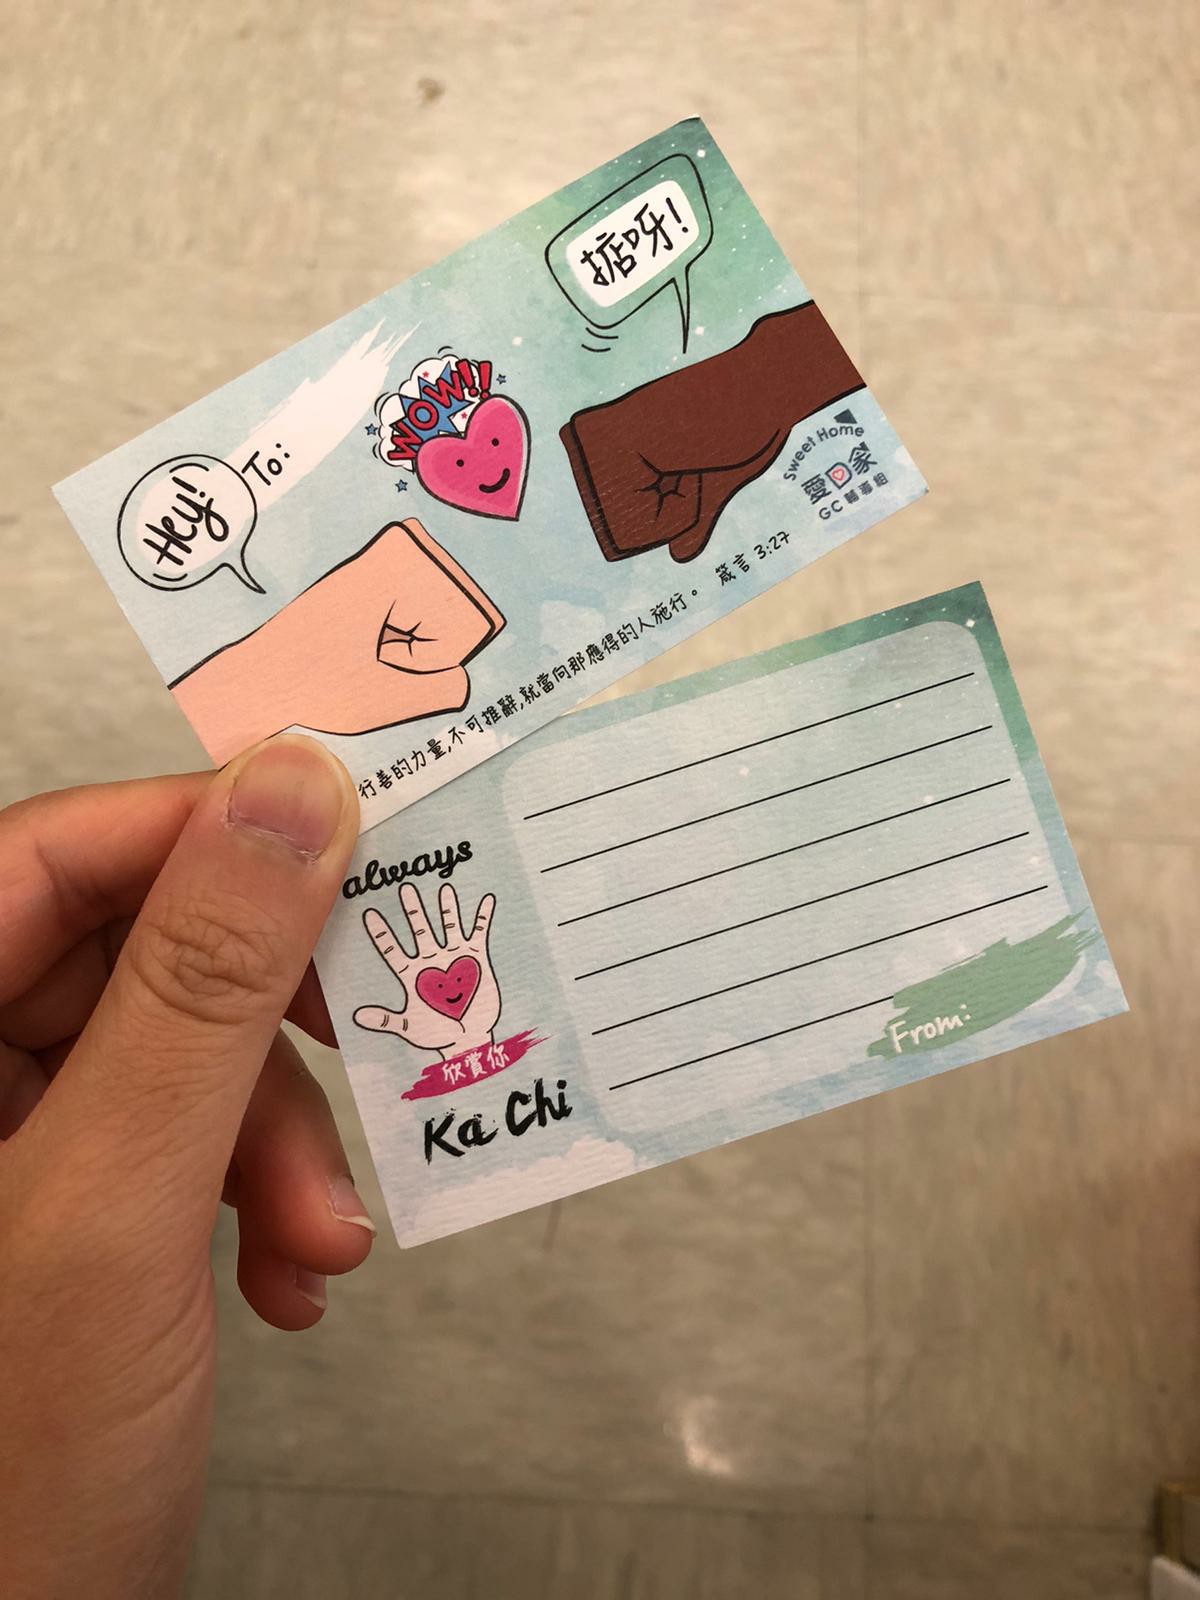 掂呀!
WOW!!
To:
Hey!
Sweet Home
愛回家
GC 輔導組
行善的力量,不可推辭,就當向那應得的人施行。 箴言 3:27
always
欣賞你
Ka Chi
From: